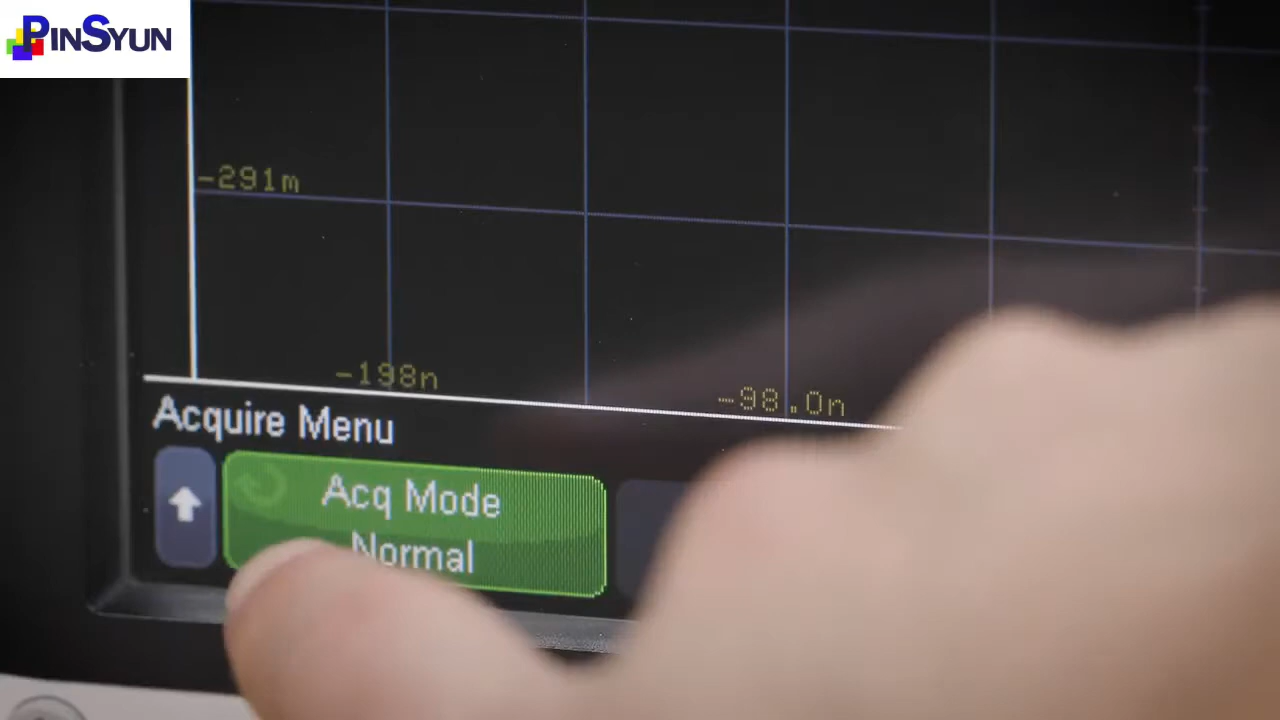 PinSyun
-291m
-198n
-98.0n
Acquire Menu
Acq Mode
Normal